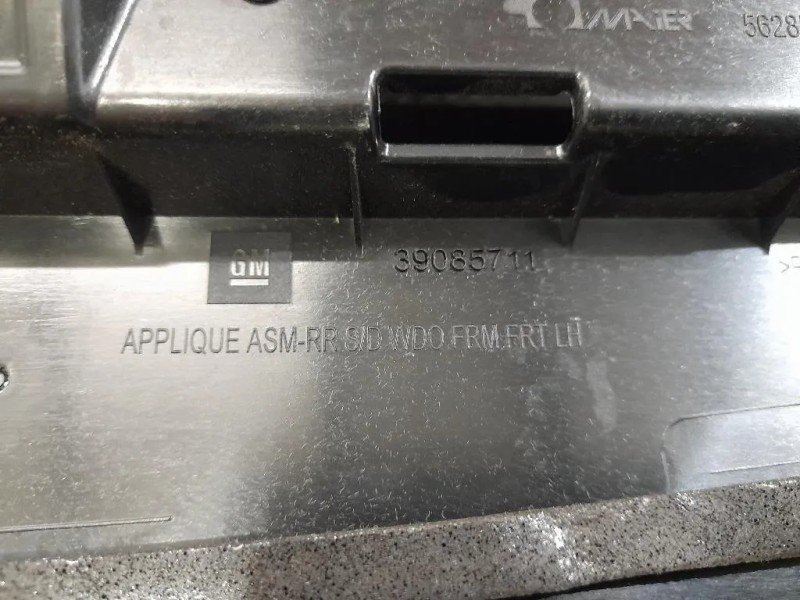 MAIER
GM 39085711
APPLIQUE ASM-RR S/D WDO FRM FRT LH